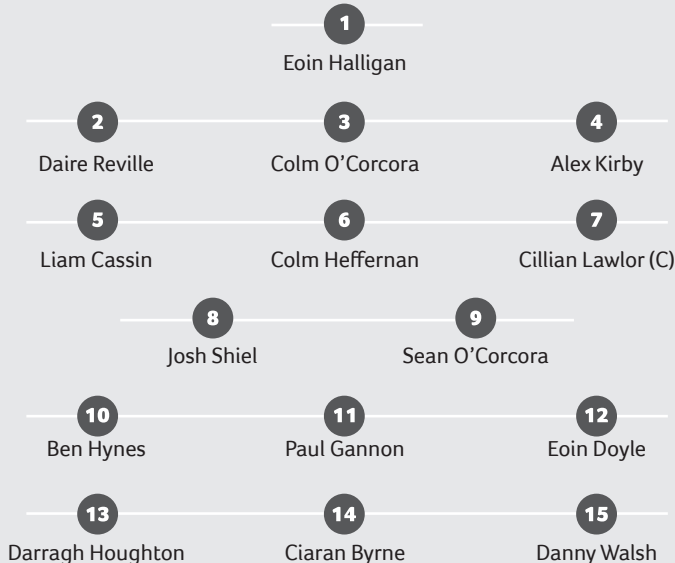 1
Eoin Halligan
2 3 4
Daire Reville Colm O’Corcora Alex Kirby
5 6 7
Liam Cassin Colm Heffernan Cillian Lawlor (C)
8 9
Josh Shiel Sean O’Corcora
10 11 12
Ben Hynes Paul Gannon Eoin Doyle
13 14 15
Darragh Houghton Ciaran Byrne Danny Walsh